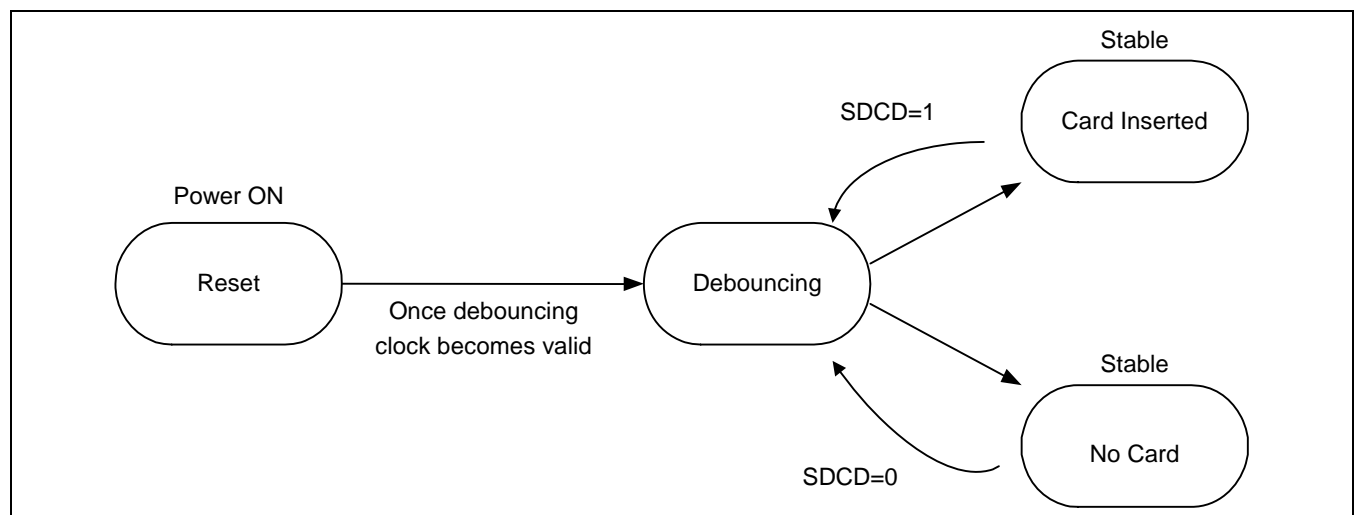 Stable
Card Inserted
SDCD=1
Power ON
Reset
Once debouncing
clock becomes valid
Debouncing
Stable
No Card
SDCD=0